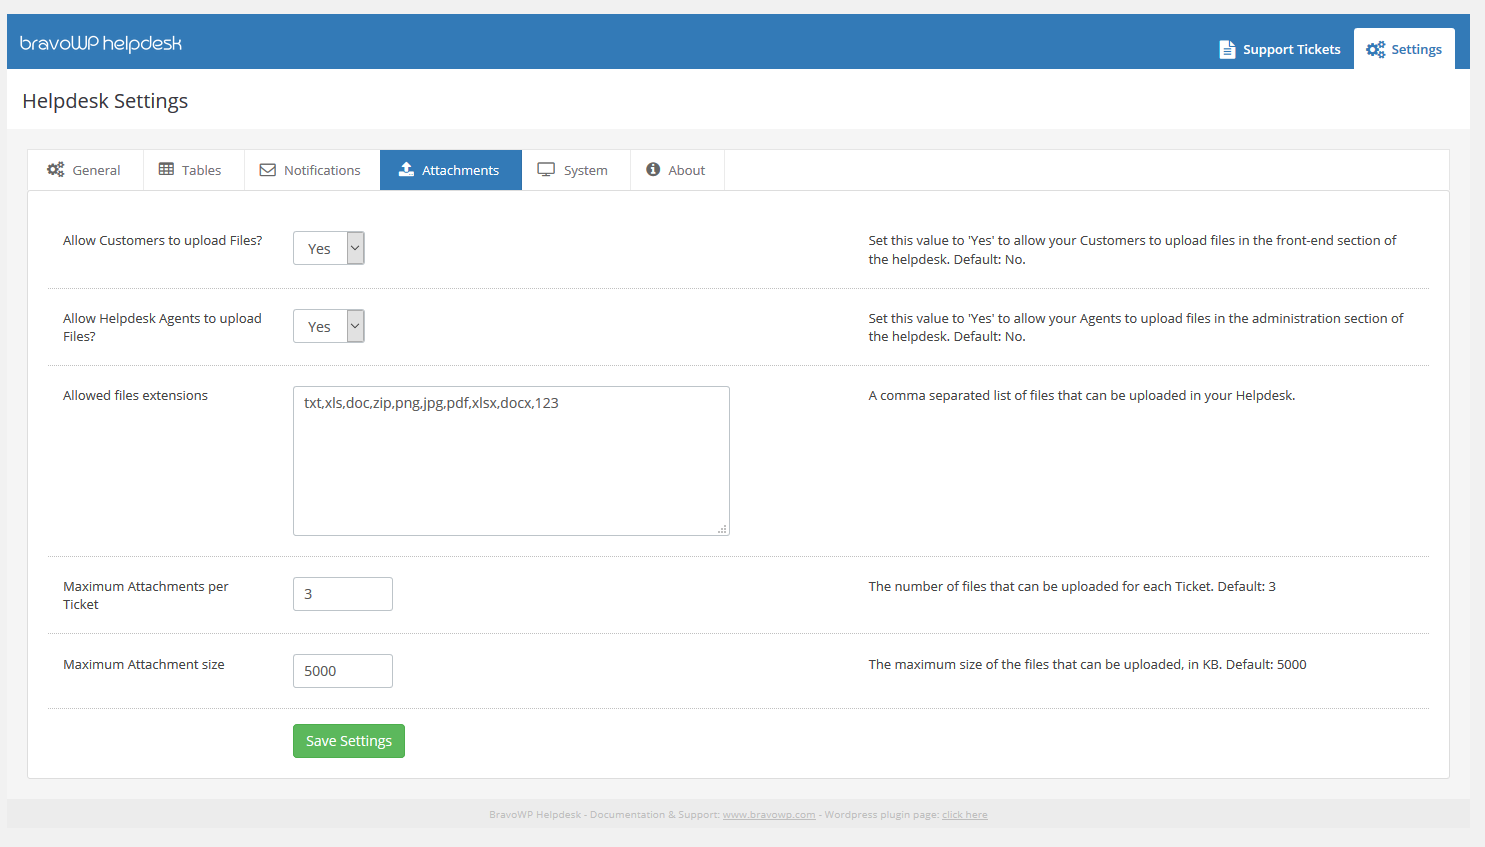 bravoWP helpdesk
Support Tickets
Settings
Helpdesk Settings
General
Tables
Notifications
Attachments
System
About
Allow Customers to upload Files?
Yes
Set this value to 'Yes' to allow your Customers to upload files in the front-end section of
the helpdesk. Default: No.
Allow Helpdesk Agents to upload
Files?
Yes
Set this value to 'Yes' to allow your Agents to upload files in the administration section of
the helpdesk. Default: No.
Allowed files extensions
txt,xls,doc,zip,png,jpg,pdf,xlsx,docx,123
A comma separated list of files that can be uploaded in your Helpdesk.
Maximum Attachments per
Ticket
3
The number of files that can be uploaded for each Ticket. Default: 3
Maximum Attachment size
5000
The maximum size of the files that can be uploaded, in KB. Default: 5000
Save Settings
BravoWP Helpdesk - Documentation & Support: www.bravowp.com - Wordpress plugin page: click here